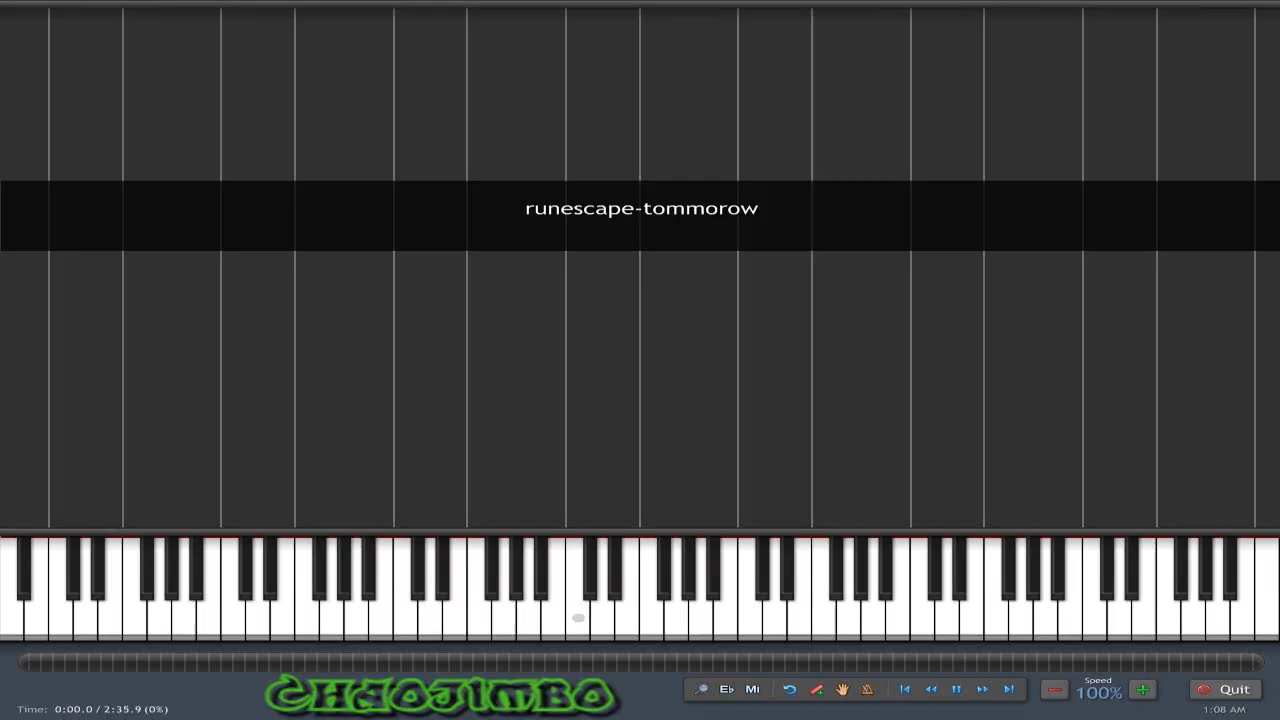 runescape-tommorow
CHAOJIMBO
Eb Mi
Speed
100%
Quit
Time: 0:00.0 / 2:35.9 (0%)
1:08 AM